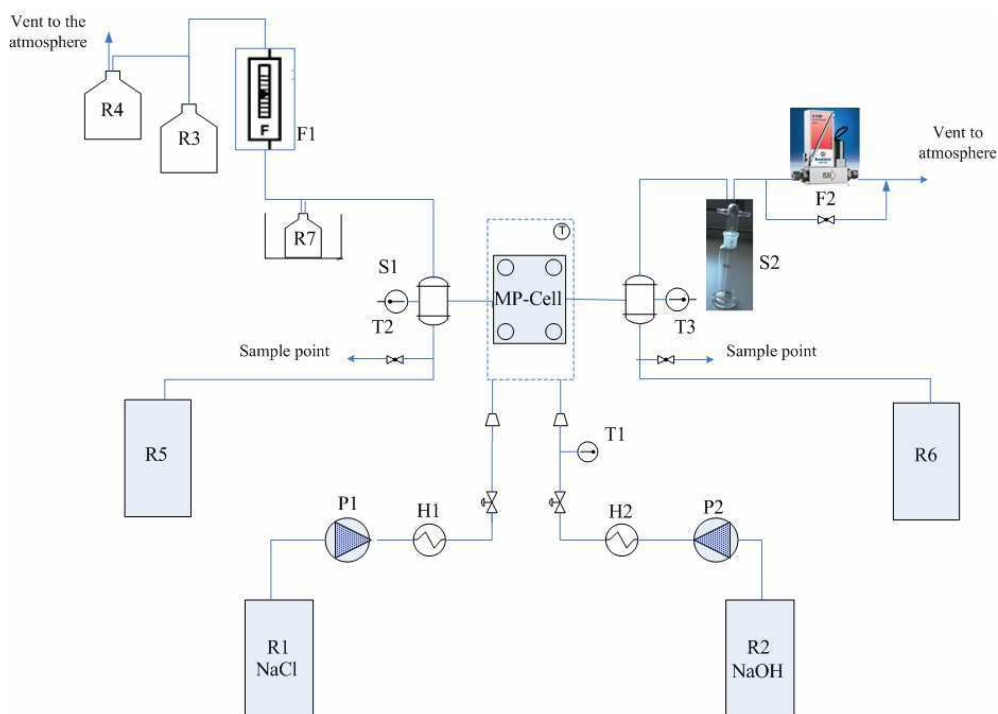 Vent to the
atmosphere
R4
R3
F
F1
R7
Vent to
atmosphere
F2
S2
T
MP-Cell
S1
T2
T3
Sample point
Sample point
R5
R6
T1
P1
H1
H2
P2
R1
NaCl
R2
NaOH